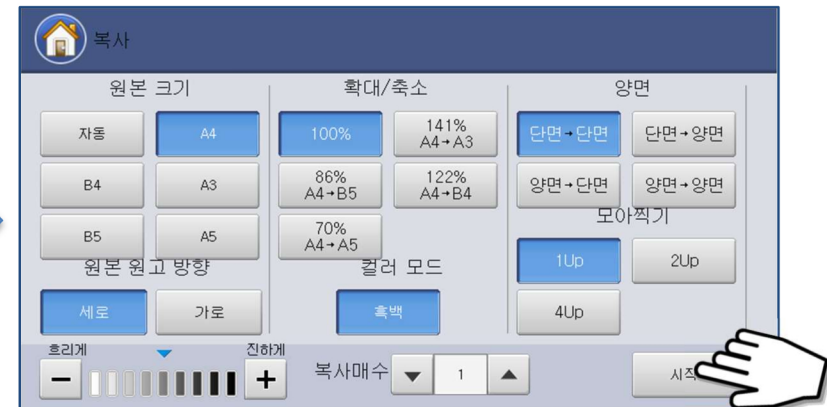 복사
원본 크기
자동
A4
B4
A3
B5
A5
원본 원고 방향
세로
가로
확대/축소
100%
141%
A4→A3
86%
A4→B5
122%
A4→B4
70%
A4→A5
컬러 모드
흑백
양면
단면→단면
단면→양면
양면→단면
양면→양면
모아찍기
1Up
2Up
4Up
흐리게
진하게
복사매수
1
시작